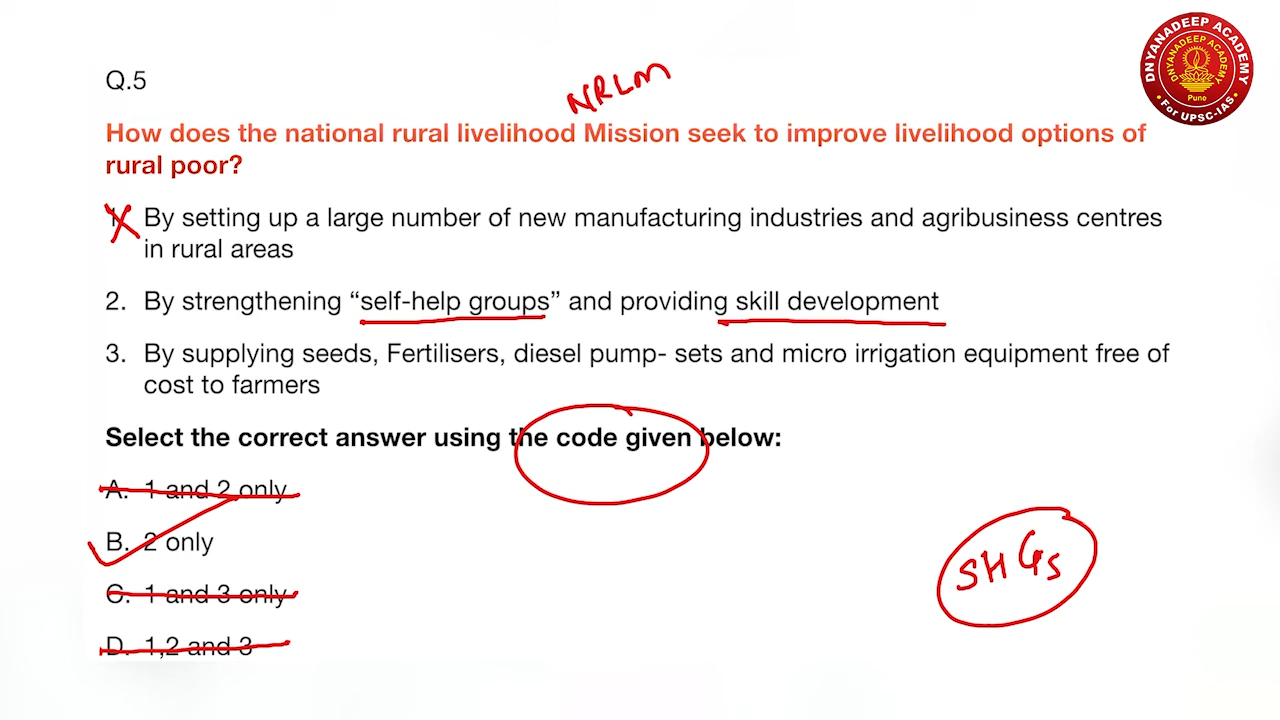 Q.5
NRLM
How does the national rural livelihood Mission seek to improve livelihood options of
rural poor?
1. By setting up a large number of new manufacturing industries and agribusiness centres
in rural areas
2. By strengthening “self-help groups” and providing skill development
3. By supplying seeds, Fertilisers, diesel pump- sets and micro irrigation equipment free of
cost to farmers
Select the correct answer using the code given below:
A. 1 and 2 only
B. 2 only
C. 1 and 3 only
D. 1,2 and 3
SHGs
DNYANADEEP ACADEMY
For UPSC-IAS
DNYANADEEP ACADEMY
Pune